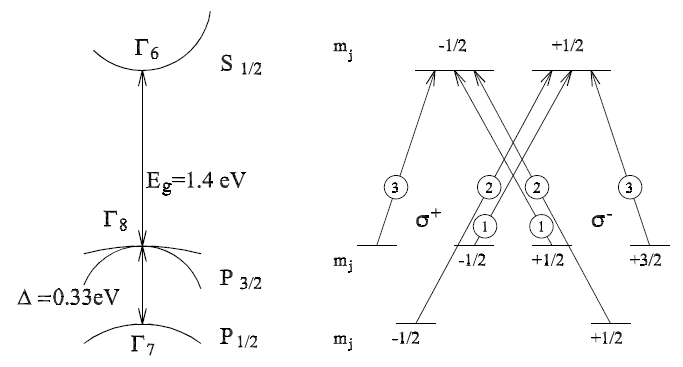 Γ6
S 1/2
Eg=1.4 eV
Γ8
P 3/2
Δ =0.33eV
Γ7
P 1/2
mj -1/2 +1/2
3 2 2 3
σ+ 1 1 σ-
mj -1/2 +1/2 +3/2
mj -1/2 +1/2